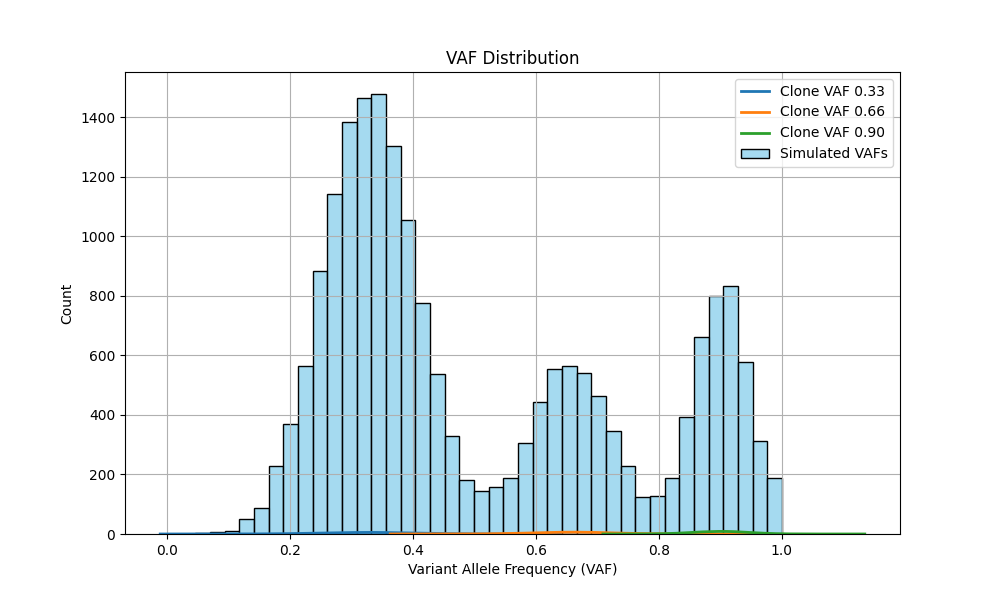 VAF Distribution
Clone VAF 0.33
Clone VAF 0.66
Clone VAF 0.90
Simulated VAFs
1400
1200
1000
800
600
400
200
0
Count
0.0 0.2 0.4 0.6 0.8 1.0
Variant Allele Frequency (VAF)